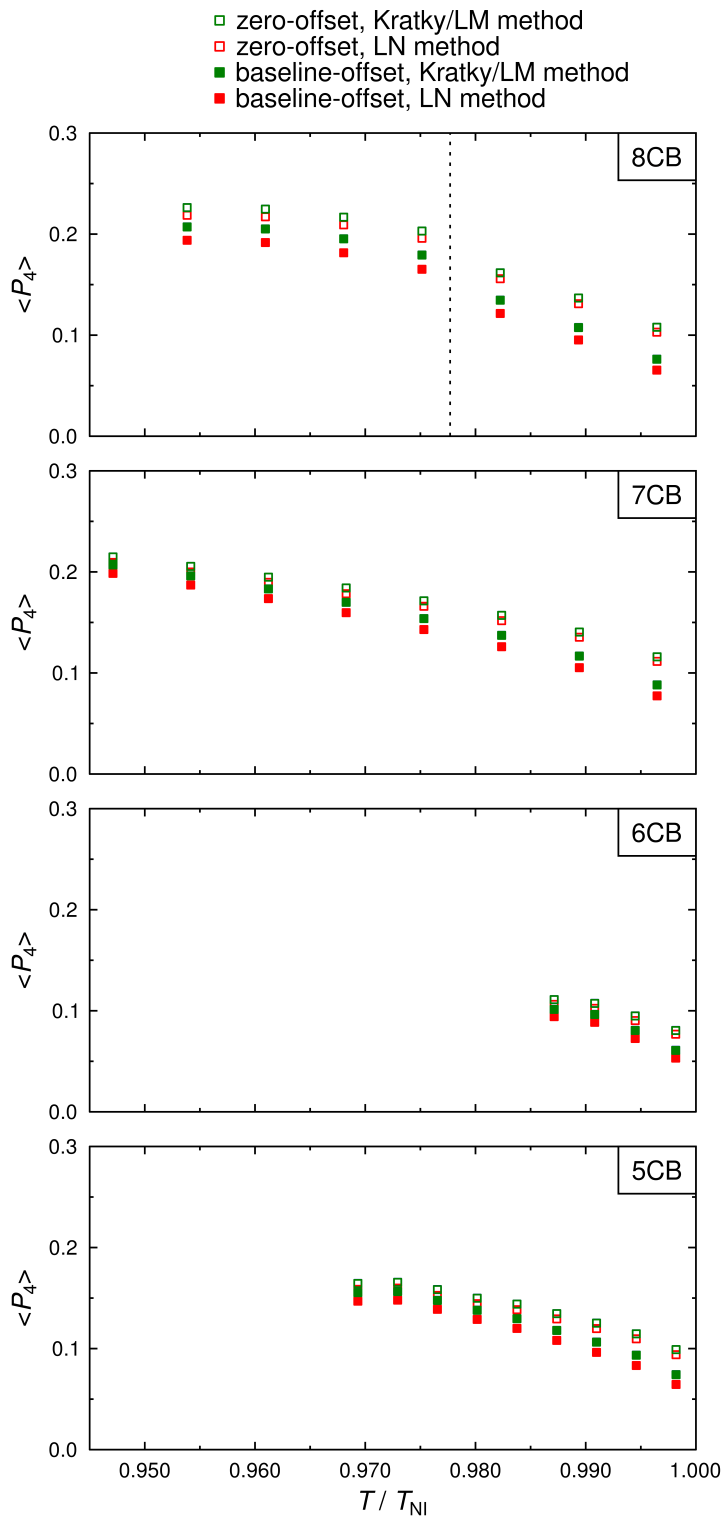 zero-offset, Kratky/LM method
zero-offset, LN method
baseline-offset, Kratky/LM method
baseline-offset, LN method
0.3
8CB
0.2
<P4>
0.1
0.0
0.3
7CB
0.2
<P4>
0.1
0.0
0.3
6CB
0.2
<P4>
0.1
0.0
0.3
5CB
0.2
<P4>
0.1
0.0
0.950 0.960 0.970 0.980 0.990 1.000
T / TNI